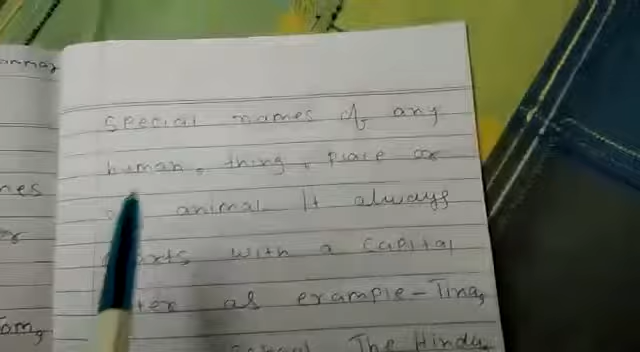 special names of any
human, thing, place or
animal. It always
with a capital
as example - Tina,
The Hindu